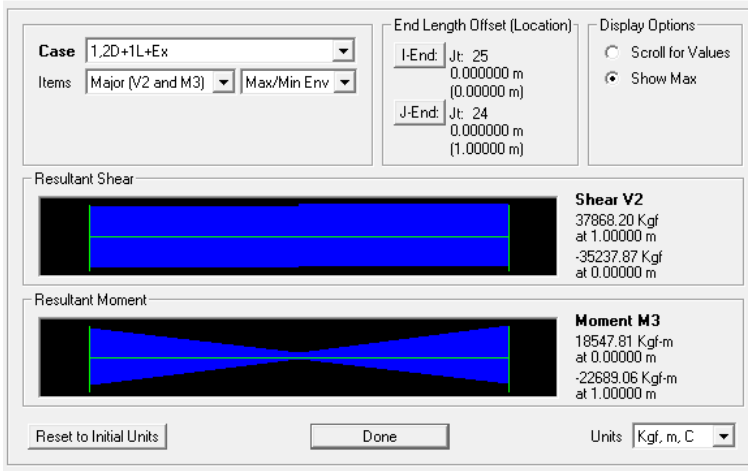 Case 1,2D+1L+Ex
Items Major (V2 and M3) Max/Min Env
End Length Offset (Location)
I-End: Jt: 25
0.000000 m
(0.00000 m)
J-End: Jt: 24
0.000000 m
(1.00000 m)
Display Options
Scroll for Values
Show Max
Resultant Shear
Shear V2
37868.20 Kgf
at 1.00000 m
-35237.87 Kgf
at 0.00000 m
Resultant Moment
Moment M3
18547.81 Kgf-m
at 0.00000 m
-22689.06 Kgf-m
at 1.00000 m
Reset to Initial Units
Done
Units Kgf, m, C